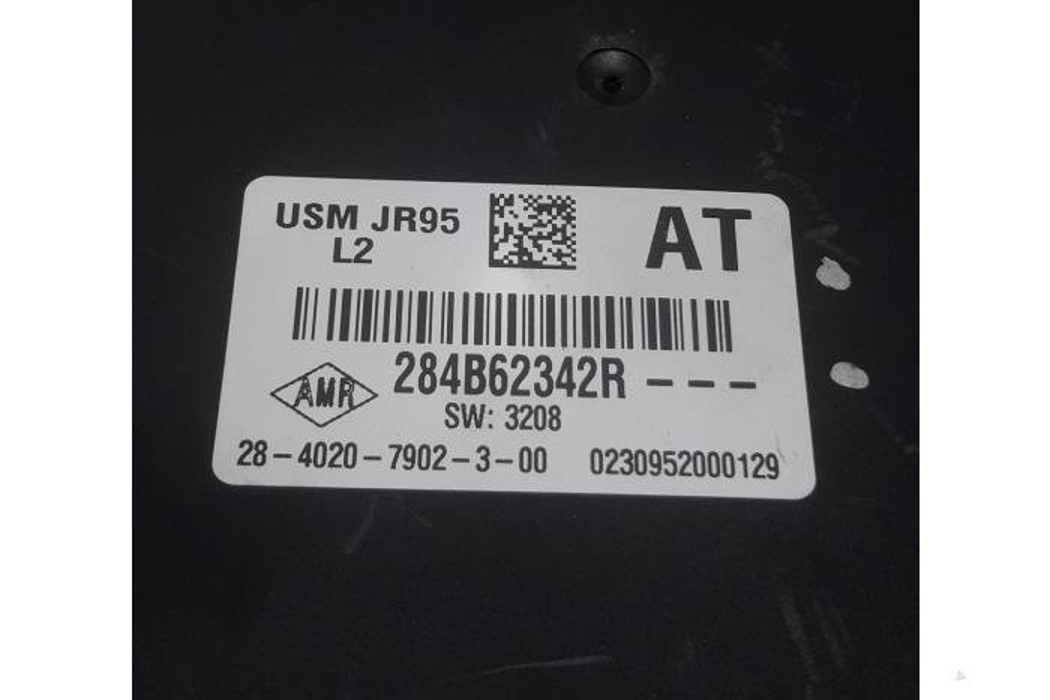 USM JR95
L2
AT
284B62342R ---
AMR
SW: 3208
28-4020-7902-3-00 0230952000129